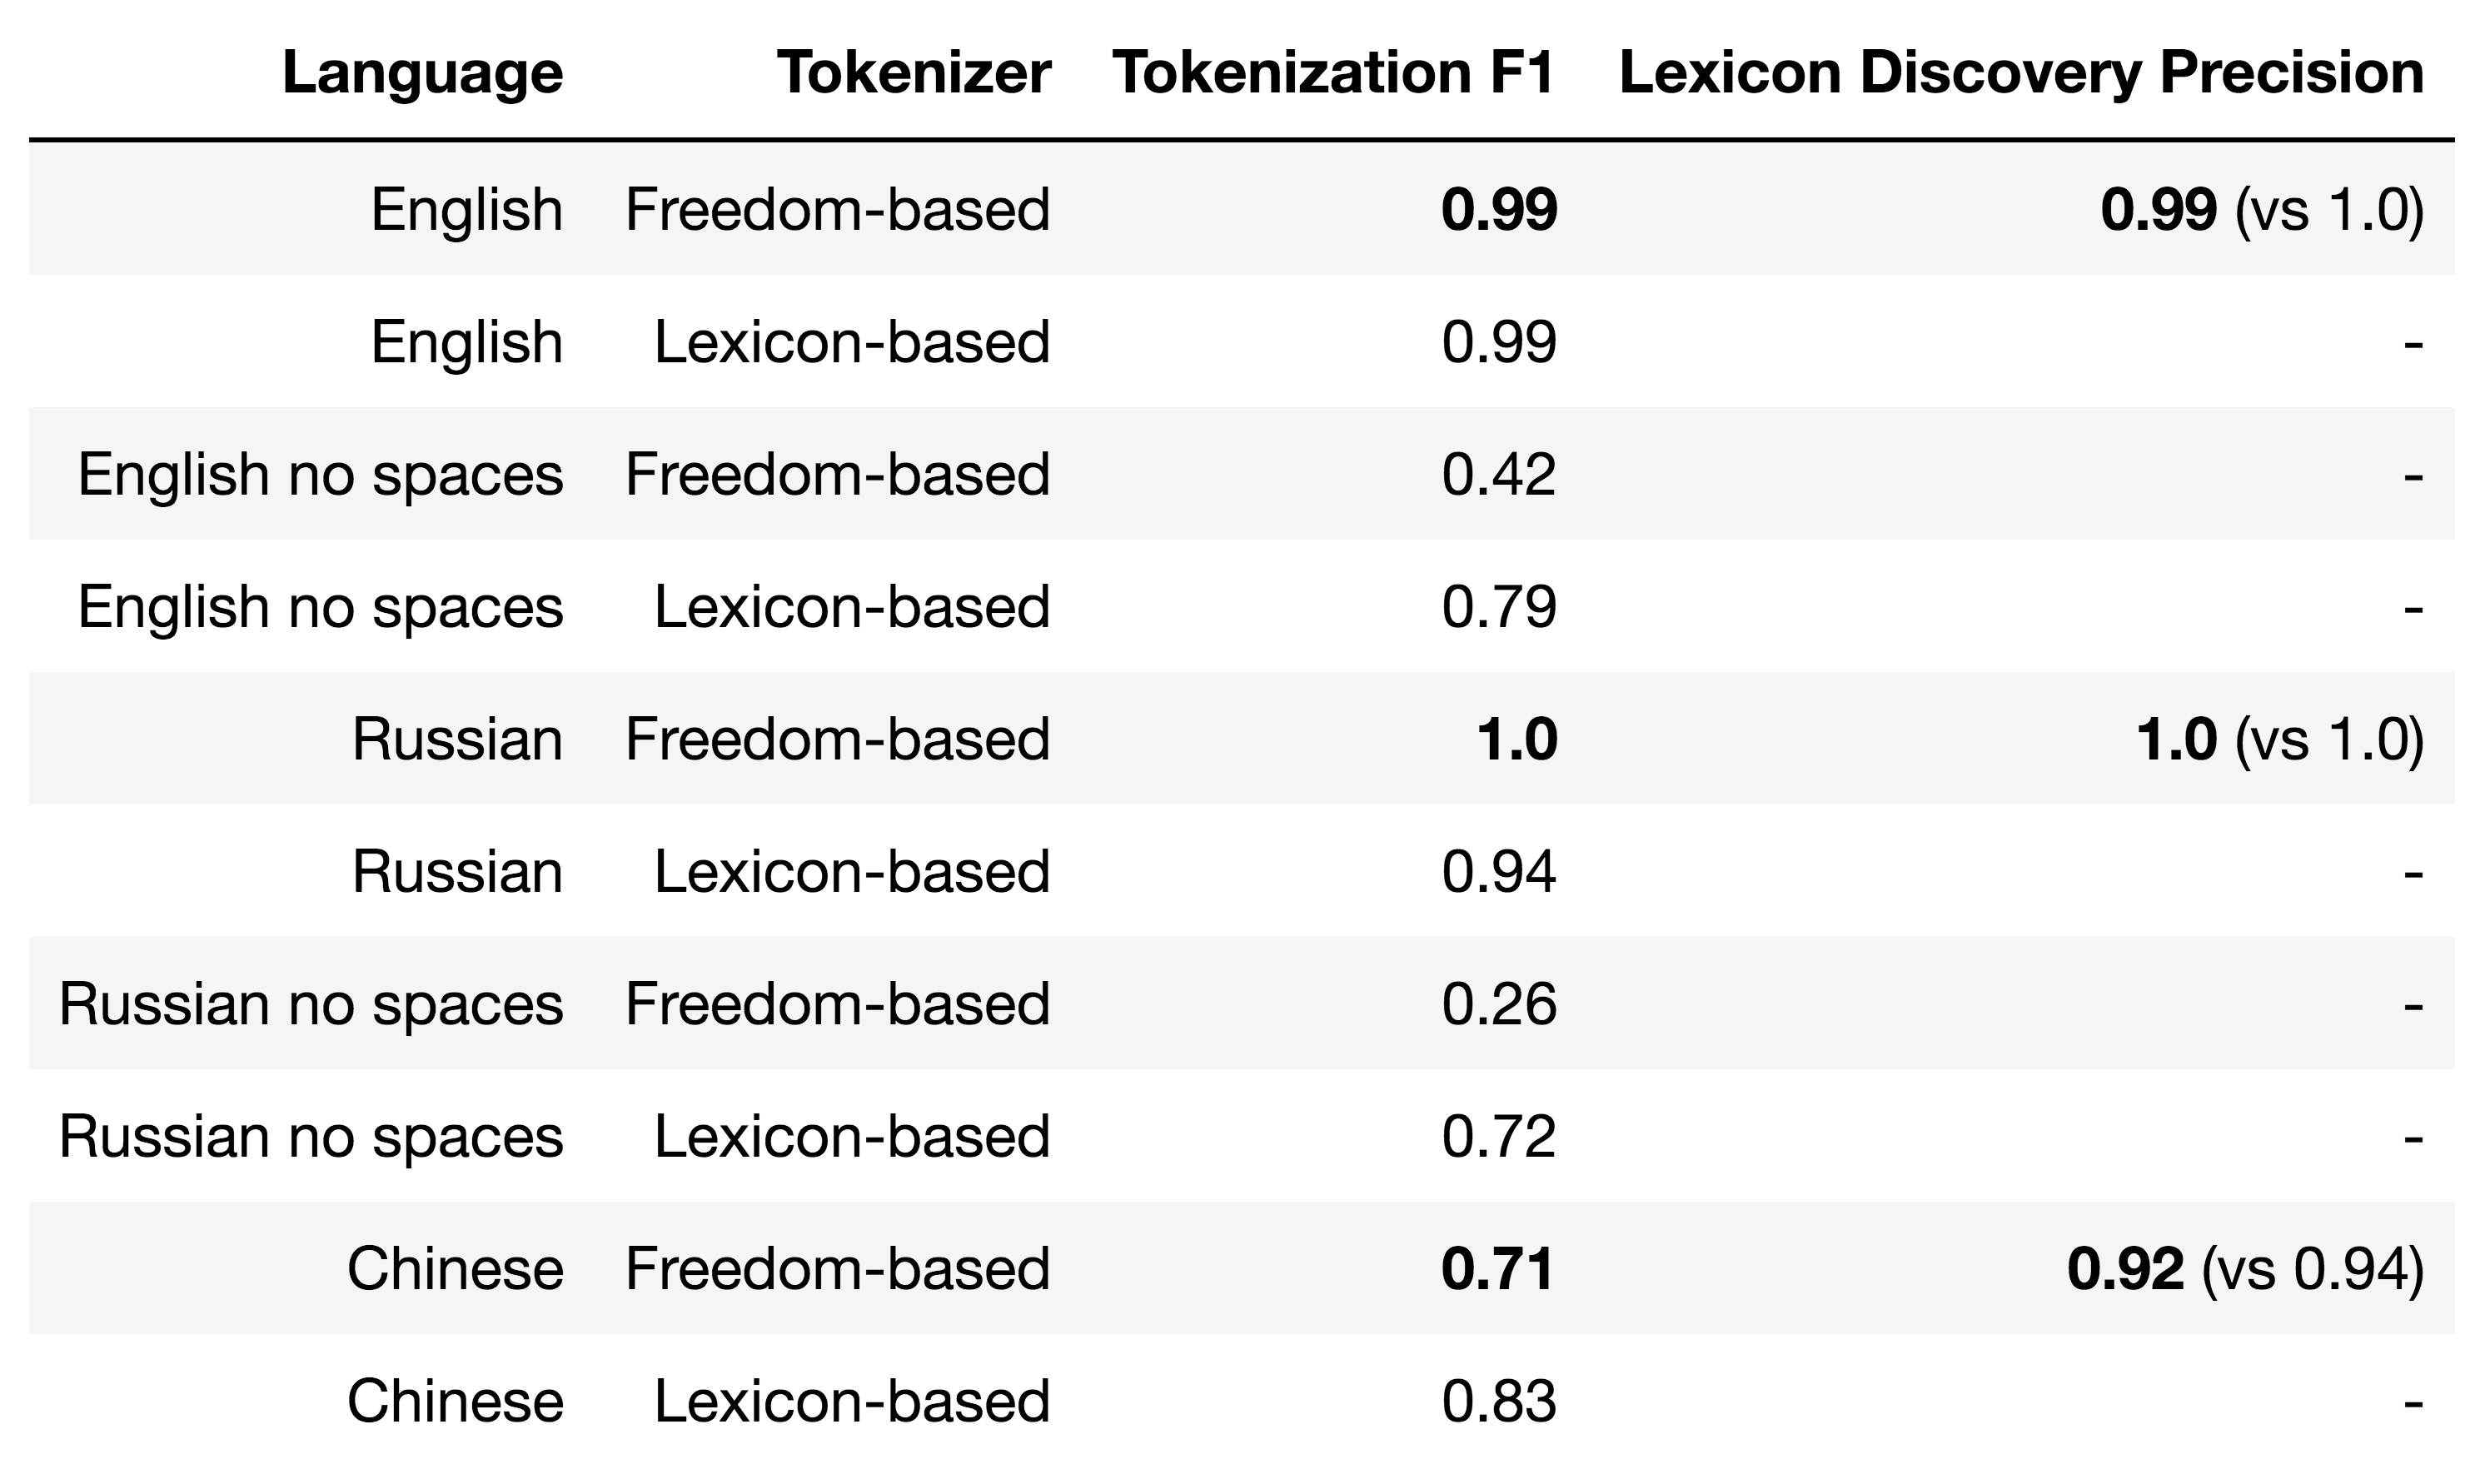 Language Tokenizer Tokenization F1 Lexicon Discovery Precision
English Freedom-based 0.99 0.99 (vs 1.0)
English Lexicon-based 0.99 -
English no spaces Freedom-based 0.42 -
English no spaces Lexicon-based 0.79 -
Russian Freedom-based 1.0 1.0 (vs 1.0)
Russian Lexicon-based 0.94 -
Russian no spaces Freedom-based 0.26 -
Russian no spaces Lexicon-based 0.72 -
Chinese Freedom-based 0.71 0.92 (vs 0.94)
Chinese Lexicon-based 0.83 -